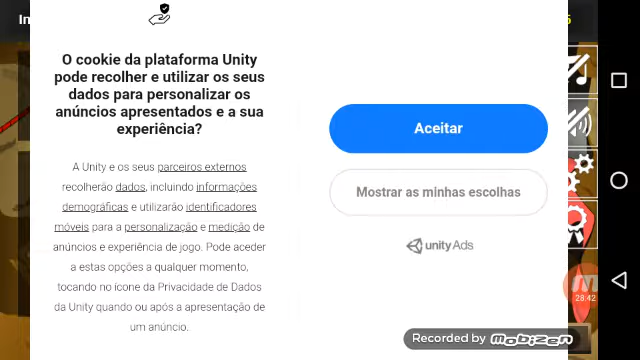 In
O cookie da plataforma Unity
pode recolher e utilizar os seus
dados para personalizar os
anúncios apresentados e a sua
experiência?
A Unity e os seus parceiros externos
recolherão dados, incluindo informações
demográficas e utilizarão identificadores
móveis para a personalização e medição de
anúncios e experiência de jogo. Pode aceder
a estas opções a qualquer momento,
tocando no ícone da Privacidade de Dados
da Unity quando ou após a apresentação de
um anúncio.
Aceitar
Mostrar as minhas escolhas
unity Ads
28:42
Recorded by mobizen